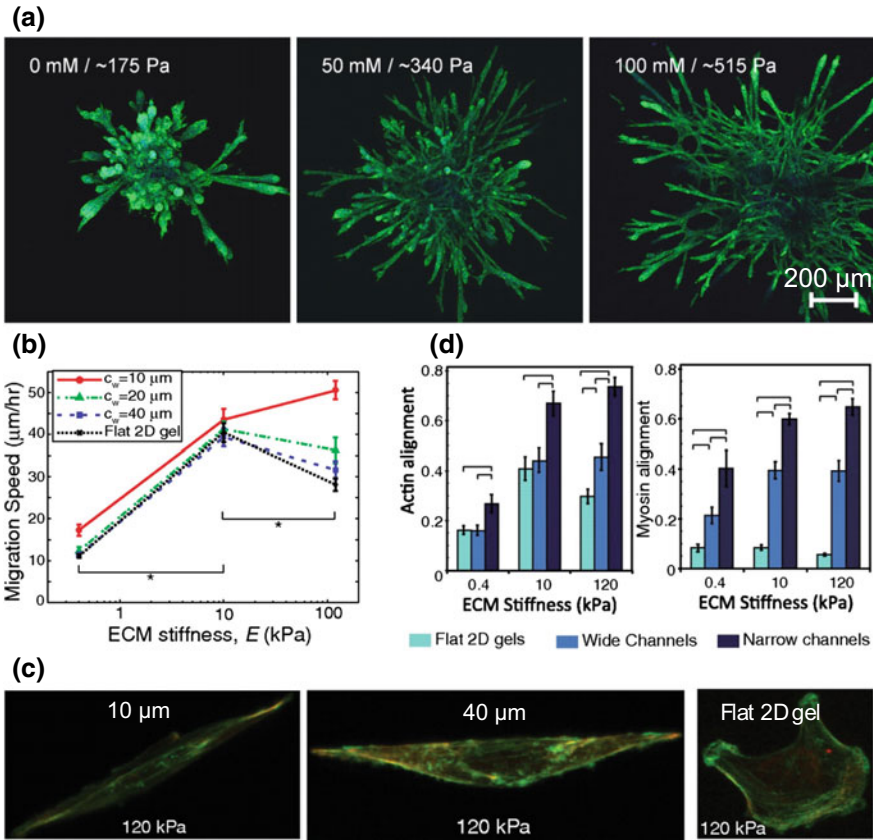 (a)
0 mM / ~175 Pa
50 mM / ~340 Pa
100 mM / ~515 Pa
200 µm
(b)
Migration Speed (µm/hr)
50
40
30
20
10
0
c_w=10 µm
c_w=20 µm
c_w=40 µm
Flat 2D gel
*
*
1
10
100
ECM stiffness, E (kPa)
(d)
Actin alignment
0.8
0.6
0.4
0.2
0
0.4
10
120
ECM Stiffness (kPa)
Myosin alignment
0.8
0.6
0.4
0.2
0
0.4
10
120
ECM Stiffness (kPa)
Flat 2D gels
Wide Channels
Narrow channels
(c)
10 µm
120 kPa
40 µm
120 kPa
Flat 2D gel
120 kPa